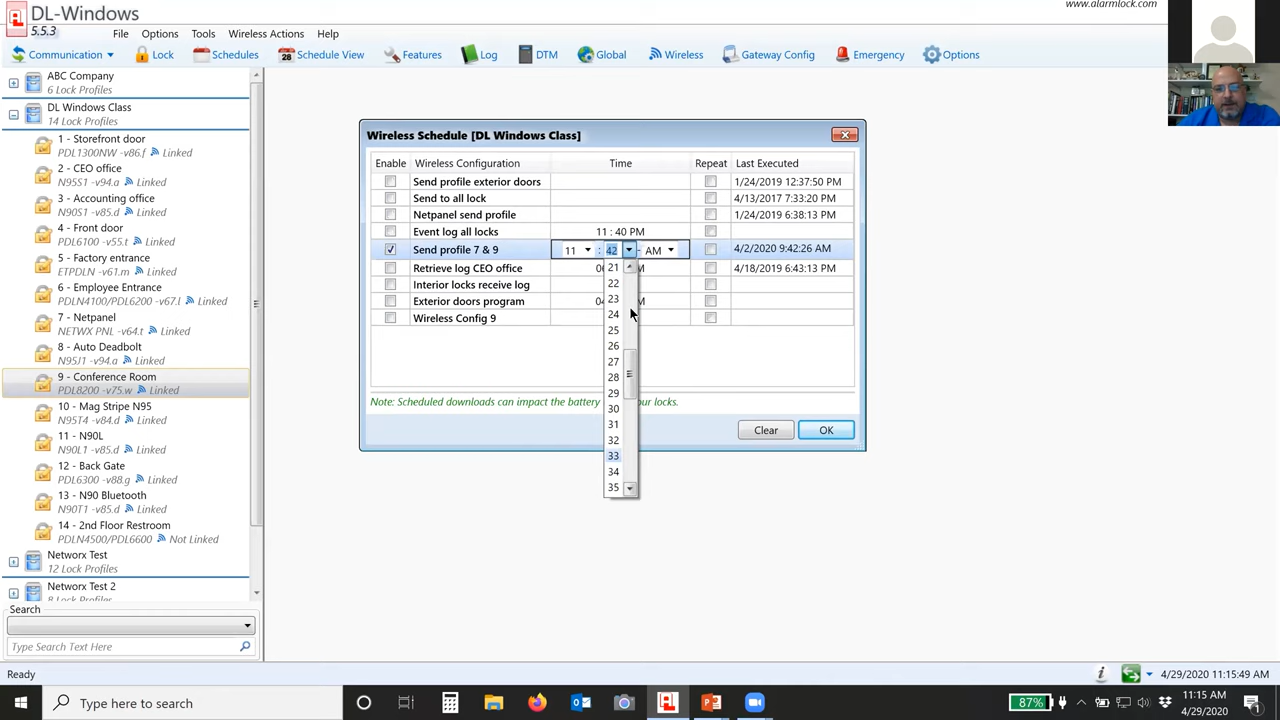 DL-Windows
5.5.3
www.alarmlock.com
File Options Tools Wireless Actions Help
Communication Lock Schedules 28 Schedule View Features Log DTM Global Wireless Gateway Config Emergency Options
ABC Company
6 Lock Profiles
DL Windows Class
14 Lock Profiles
1 - Storefront door
PDL1300NW -v86.f Linked
2 - CEO office
N95S1 -v94.a Linked
3 - Accounting office
N90S1 -v85.d Linked
4 - Front door
PDL6100 -v55.t Linked
5 - Factory entrance
ETPDLN -v61.m Linked
6 - Employee Entrance
PDLN4100/PDL6200 -v67.l Linked
7 - Netpanel
NETWX PNL -v64.t Linked
8 - Auto Deadbolt
N95J1 -v94.a Linked
9 - Conference Room
PDL8200 -v75.w Linked
10 - Mag Stripe N95
N95T4 -v84.d Linked
11 - N90L
N90L1 -v85.d Linked
12 - Back Gate
PDL6300 -v88.g Linked
13 - N90 Bluetooth
N90T1 -v85.d Linked
14 - 2nd Floor Restroom
PDLN4500/PDL6600 Not Linked
Networx Test
12 Lock Profiles
Networx Test 2
8 Lock Profiles
Search
Type Search Text Here
Wireless Schedule [DL Windows Class]
Enable Wireless Configuration Time Repeat Last Executed
Send profile exterior doors 1/24/2019 12:37:50 PM
Send to all lock 4/13/2017 7:33:20 PM
Netpanel send profile 1/24/2019 6:38:13 PM
Event log all locks 11 : 40 PM
Send profile 7 & 9 11 : 42 - AM 4/2/2020 9:42:26 AM
Retrieve log CEO office 4/18/2019 6:43:13 PM
Interior locks receive log
Exterior doors program 04
Wireless Config 9
21
22
23
24
25
26
27
28
29
30
31
32
33
34
35
Note: Scheduled downloads can impact the battery our locks.
Clear OK
Ready 4/29/2020 11:15:49 AM
Type here to search 87% 11:15 AM
4/29/2020